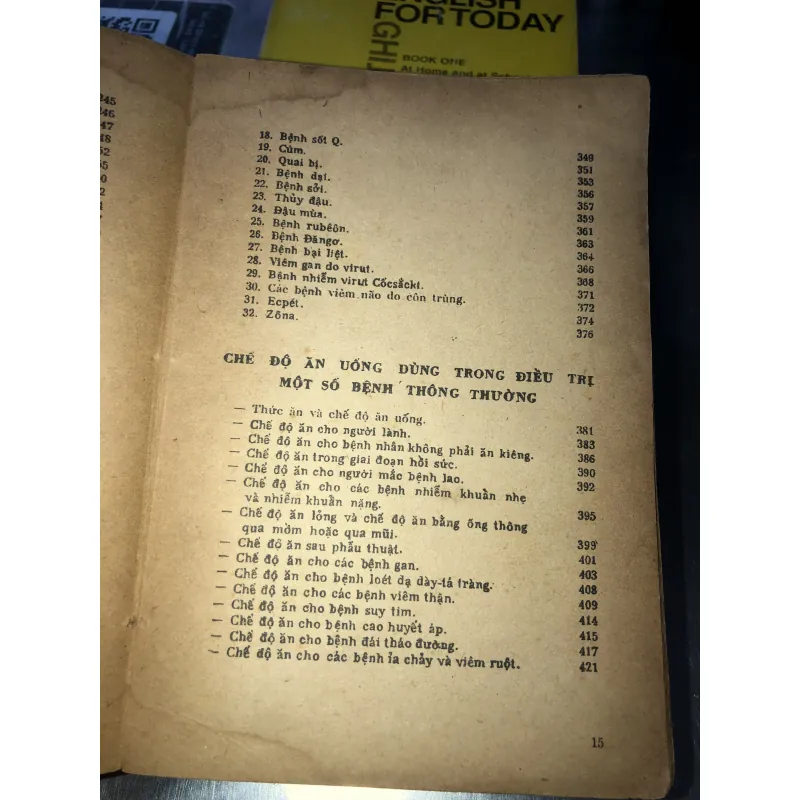 ENGLISH
FOR TODAY
BOOK ONE
At Home and at
245
246
247
18. Bệnh sốt Q. 349
19. Cúm. 351
20. Quai bị. 353
21. Bệnh dại. 356
22. Bệnh sởi. 357
23. Thủy đậu. 359
24. Đậu mùa. 361
25. Bệnh rubêôn. 363
26. Bệnh Đăngơ. 364
27. Bệnh bại liệt. 366
28. Viêm gan do virut. 368
29. Bệnh nhiễm virut Côcsăcki. 371
30. Các bệnh viêm não do côn trùng. 372
31. Ecpét. 374
32. Zôna. 376
CHẾ ĐỘ ĂN UỐNG DÙNG TRONG ĐIỀU TRỊ
MỘT SỐ BỆNH THÔNG THƯỜNG
— Thức ăn và chế độ ăn uống. 381
— Chế độ ăn cho người lành. 383
— Chế độ ăn cho bệnh nhân không phải ăn kiêng. 386
— Chế độ ăn trong giai đoạn hồi sức. 390
— Chế độ ăn cho người mắc bệnh lao. 392
— Chế độ ăn cho các bệnh nhiễm khuẩn nhẹ
và nhiễm khuẩn nặng. 395
— Chế độ ăn lỏng và chế độ ăn bằng ống thông
qua mồm hoặc qua mũi. 399
— Chế độ ăn sau phẫu thuật. 401
— Chế độ ăn cho các bệnh gan. 403
— Chế độ ăn cho bệnh loét dạ dày-tá tràng. 408
— Chế độ ăn cho các bệnh viêm thận. 409
— Chế độ ăn cho bệnh suy tim. 414
— Chế độ ăn cho bệnh cao huyết áp. 415
— Chế độ ăn cho bệnh đái tháo đường. 417
— Chế độ ăn cho các bệnh ỉa chảy và viêm ruột. 421
15